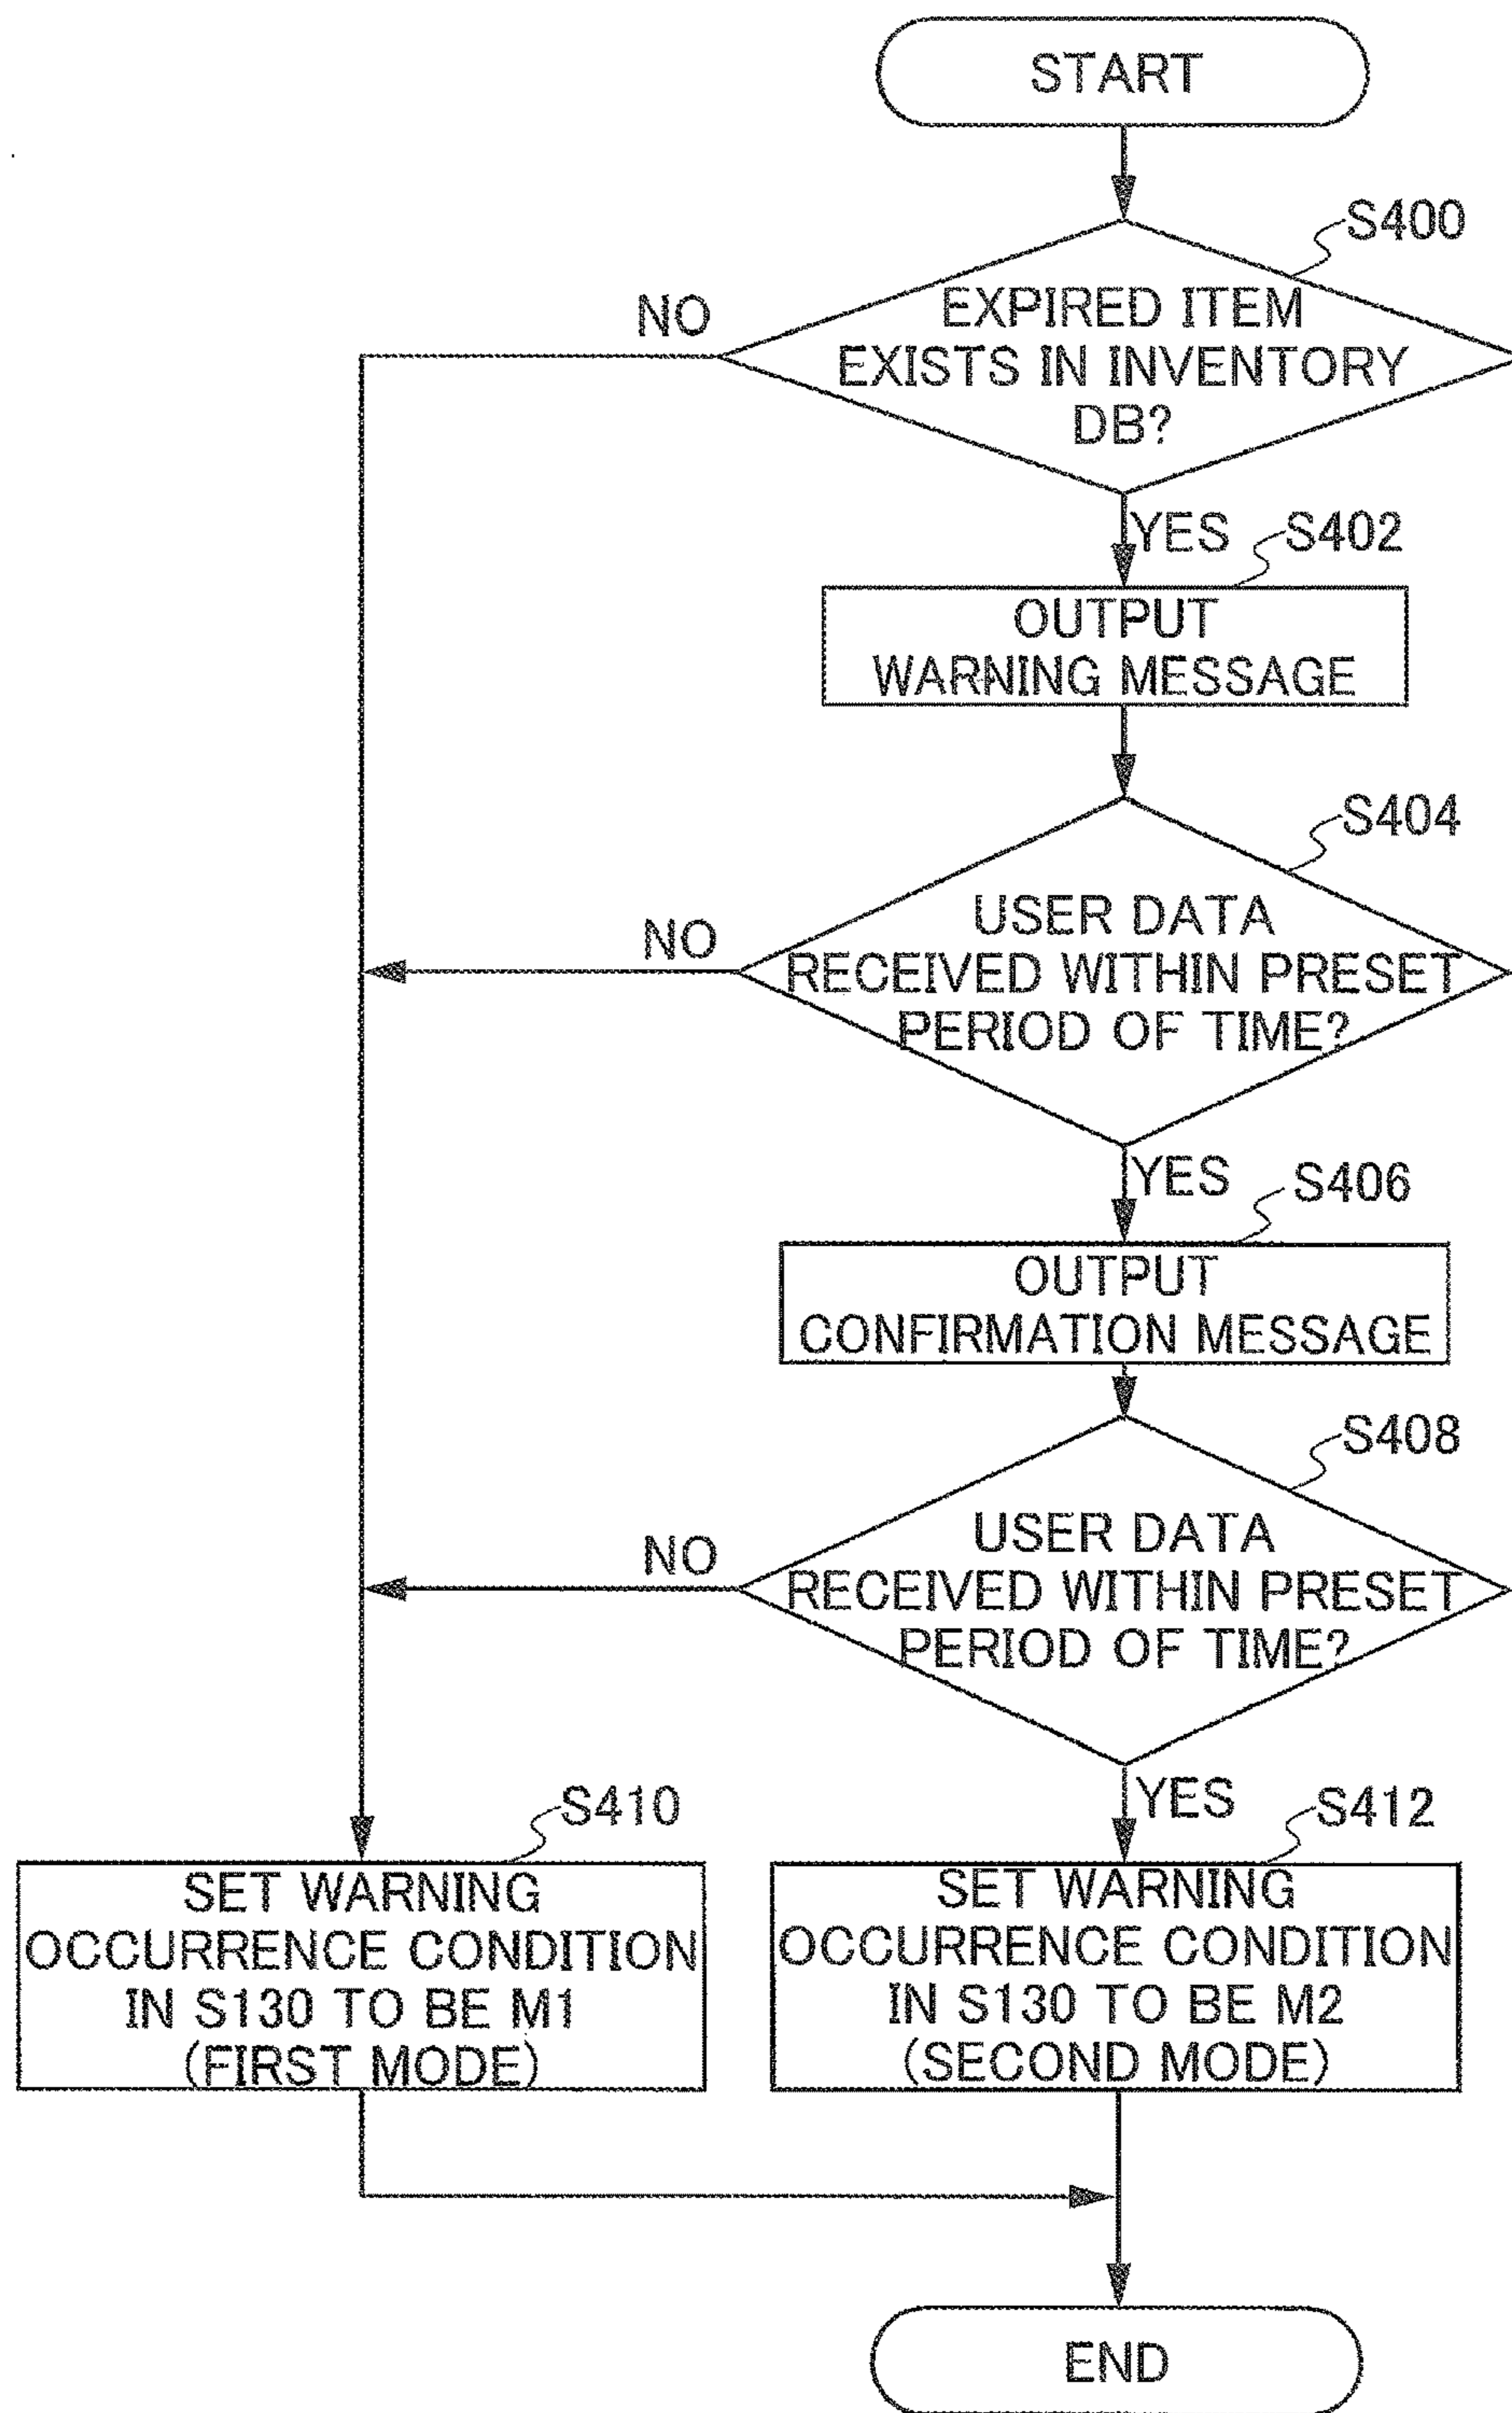 START
S400
NO
EXPIRED ITEM
EXISTS IN INVENTORY
DB?
YES
S402
OUTPUT
WARNING MESSAGE
S404
NO
USER DATA
RECEIVED WITHIN PRESET
PERIOD OF TIME?
YES
S406
OUTPUT
CONFIRMATION MESSAGE
S408
NO
USER DATA
RECEIVED WITHIN PRESET
PERIOD OF TIME?
YES
S410
S412
SET WARNING
OCCURRENCE CONDITION
IN S130 TO BE M1
(FIRST MODE)
SET WARNING
OCCURRENCE CONDITION
IN S130 TO BE M2
(SECOND MODE)
END